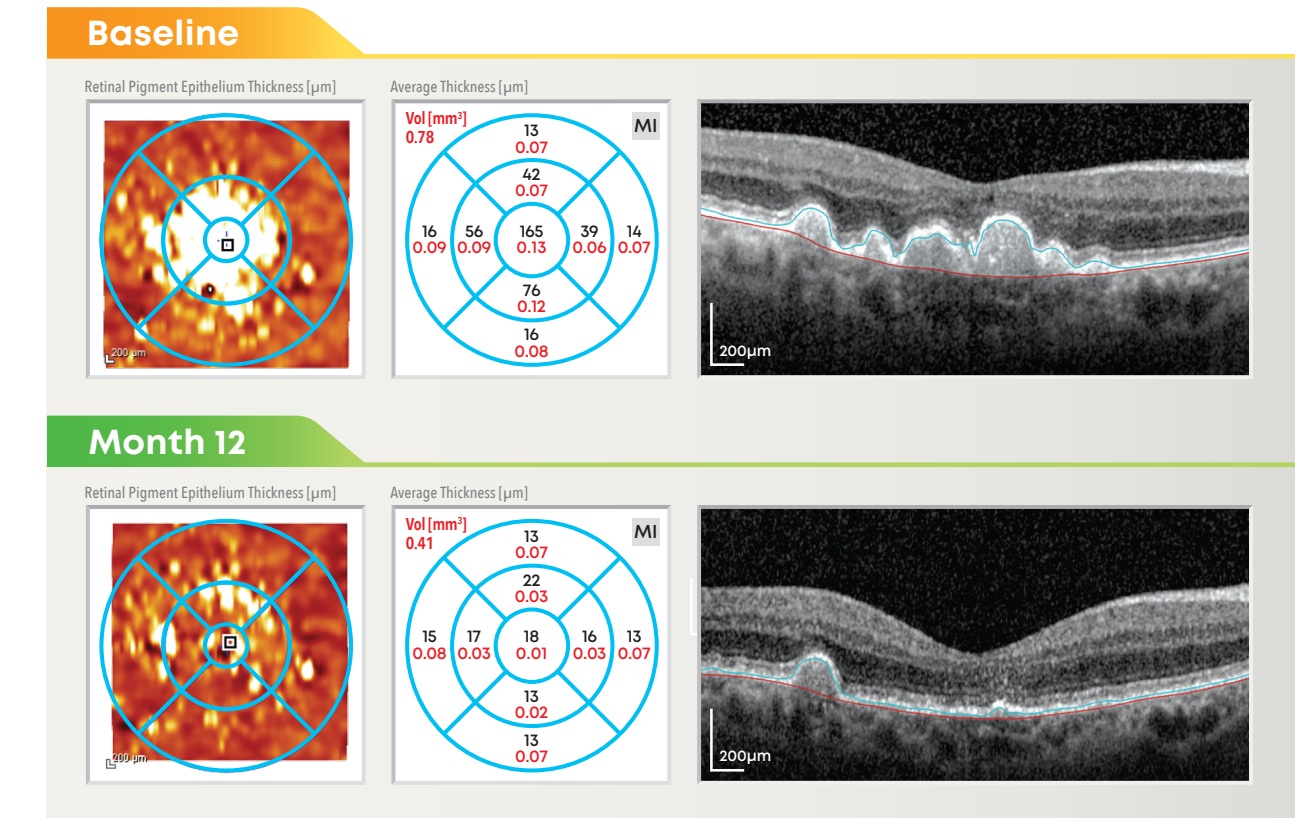 Baseline
Retinal Pigment Epithelium Thickness [µm]
200 µm
Average Thickness [µm]
Vol [mm³]
0.78
MI
13
0.07
42
0.07
16 56 165 39 14
0.09 0.09 0.13 0.06 0.07
76
0.12
16
0.08
200µm
Month 12
Retinal Pigment Epithelium Thickness [µm]
200 µm
Average Thickness [µm]
Vol [mm³]
0.41
MI
13
0.07
22
0.03
15 17 18 16 13
0.08 0.03 0.01 0.03 0.07
13
0.02
13
0.07
200µm